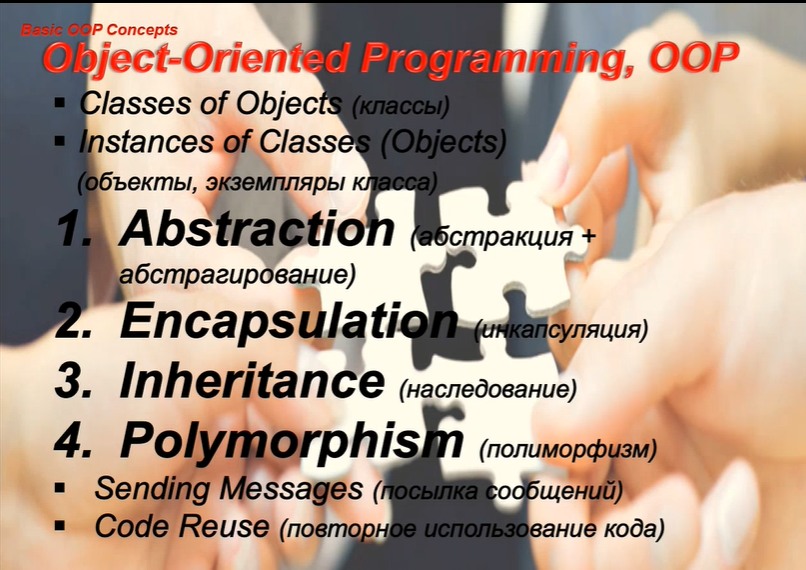 Basic OOP Concepts
Object-Oriented Programming, OOP
▪ Classes of Objects (классы)
▪ Instances of Classes (Objects)
(объекты, экземпляры класса)
1. Abstraction (абстракция +
абстрагирование)
2. Encapsulation (инкапсуляция)
3. Inheritance (наследование)
4. Polymorphism (полиморфизм)
▪ Sending Messages (посылка сообщений)
▪ Code Reuse (повторное использование кода)